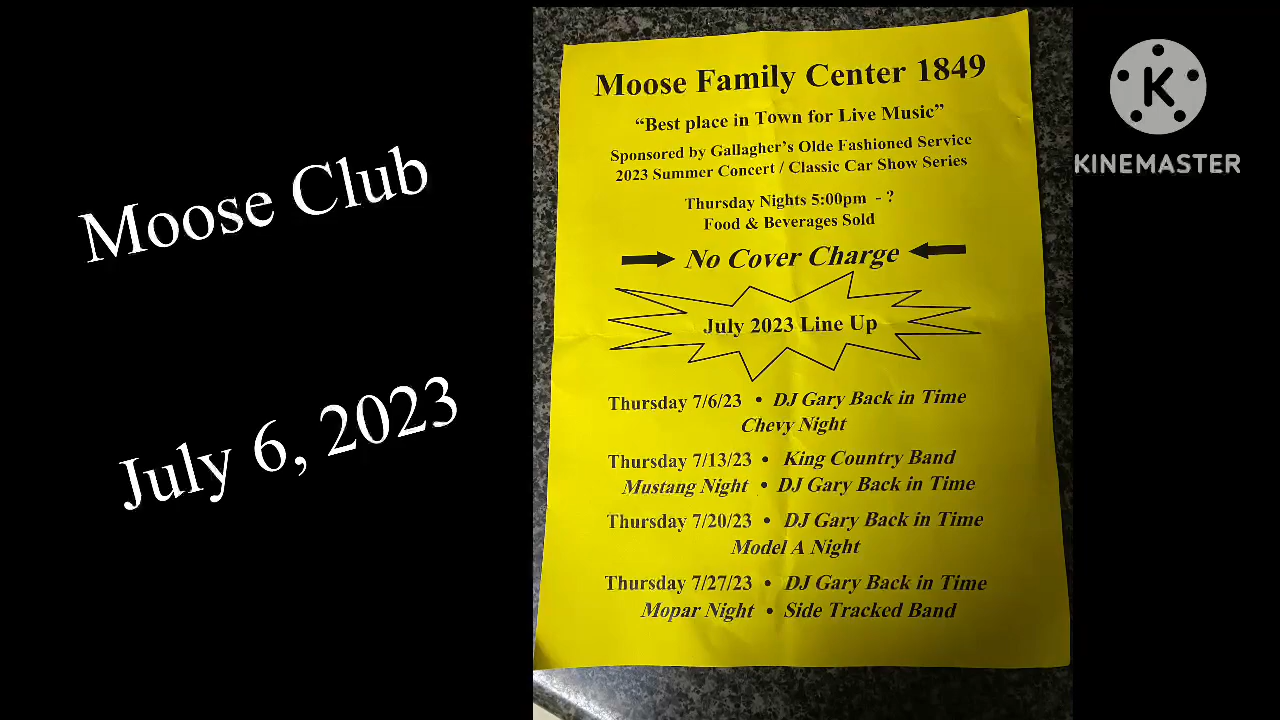 Moose Club
July 6, 2023
Moose Family Center 1849
“Best place in Town for Live Music”
Sponsored by Gallagher’s Olde Fashioned Service
2023 Summer Concert / Classic Car Show Series
Thursday Nights 5:00pm - ?
Food & Beverages Sold
No Cover Charge
July 2023 Line Up
Thursday 7/6/23 • DJ Gary Back in Time
Chevy Night
Thursday 7/13/23 • King Country Band
Mustang Night • DJ Gary Back in Time
Thursday 7/20/23 • DJ Gary Back in Time
Model A Night
Thursday 7/27/23 • DJ Gary Back in Time
Mopar Night • Side Tracked Band
K
KINEMASTER